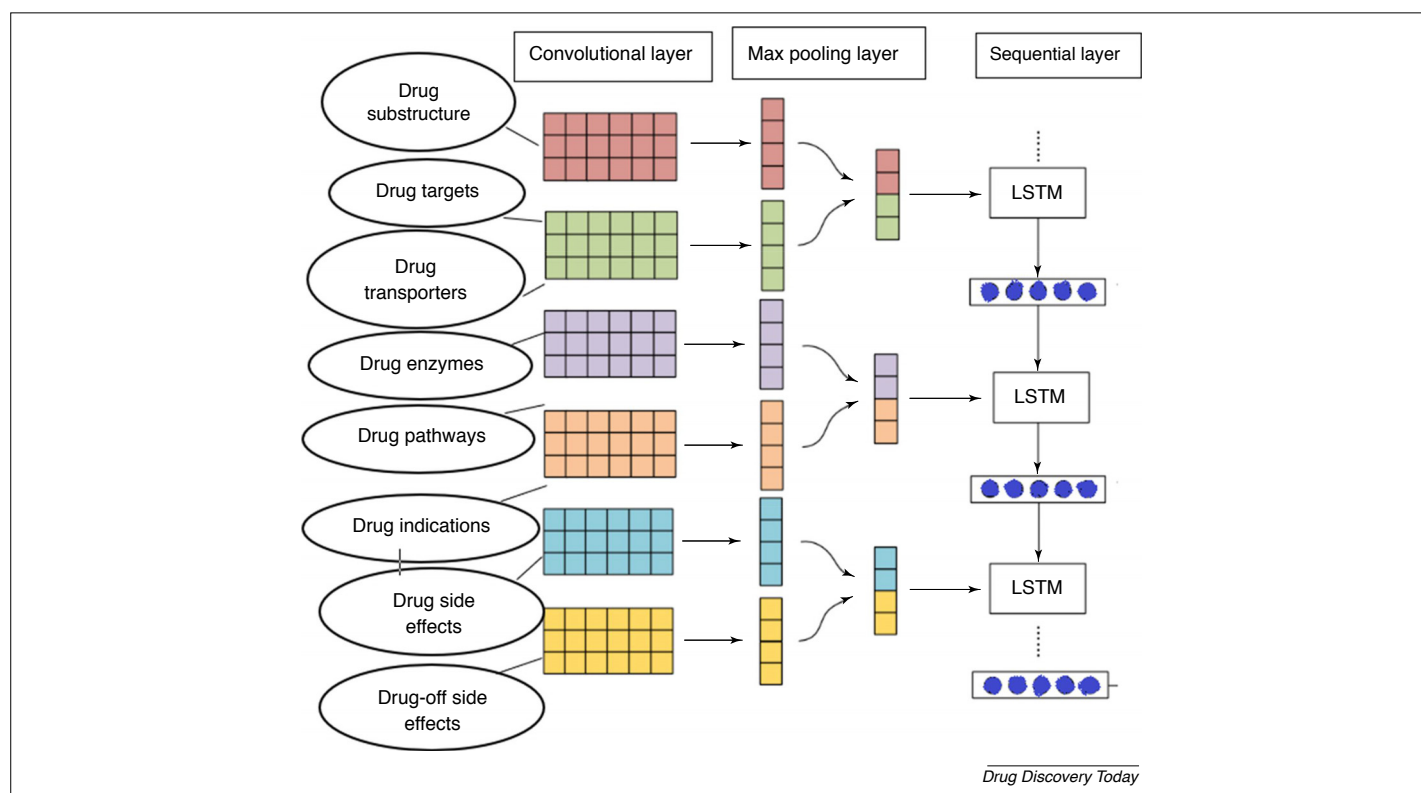 Convolutional layer
Max pooling layer
Sequential layer
Drug
substructure
Drug targets
Drug
transporters
Drug enzymes
Drug pathways
Drug indications
Drug side
effects
Drug-off side
effects
LSTM
LSTM
LSTM
Drug Discovery Today